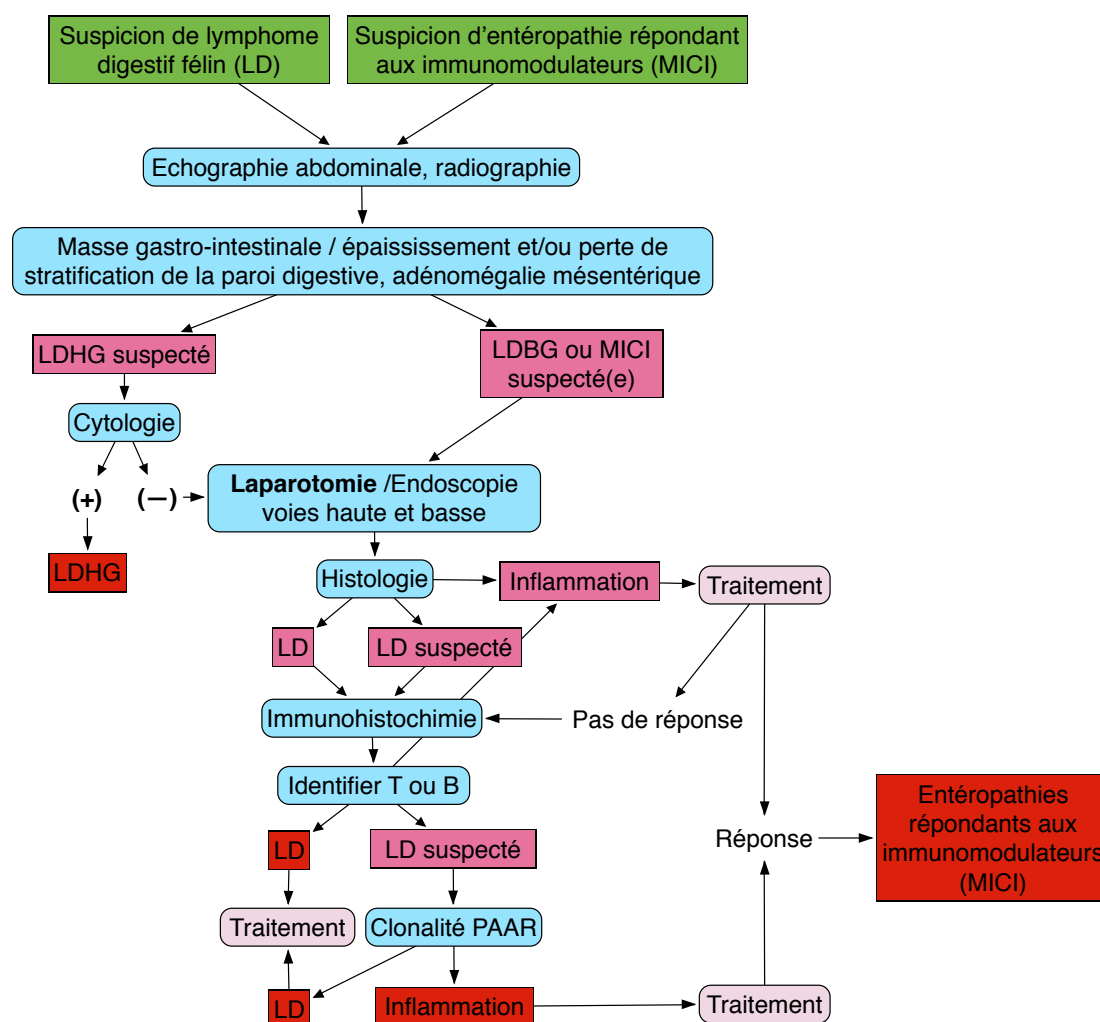 Suspicion de lymphome
digestif félin (LD)
Suspicion d'entéropathie répondant
aux immunomodulateurs (MICI)
Echographie abdominale, radiographie
Masse gastro-intestinale / épaississement et/ou perte de
stratification de la paroi digestive, adénomégalie mésentérique
LDHG suspecté
LDBG ou MICI
suspecté(e)
Cytologie
(+)
(—)
Laparotomie /Endoscopie
voies haute et basse
LDHG
Histologie
Inflammation
Traitement
LD
LD suspecté
Immunohistochimie
Pas de réponse
Identifier T ou B
LD
LD suspecté
Réponse
Entéropathies
répondants aux
immunomodulateurs
(MICI)
Traitement
Clonalité PAAR
LD
Inflammation
Traitement